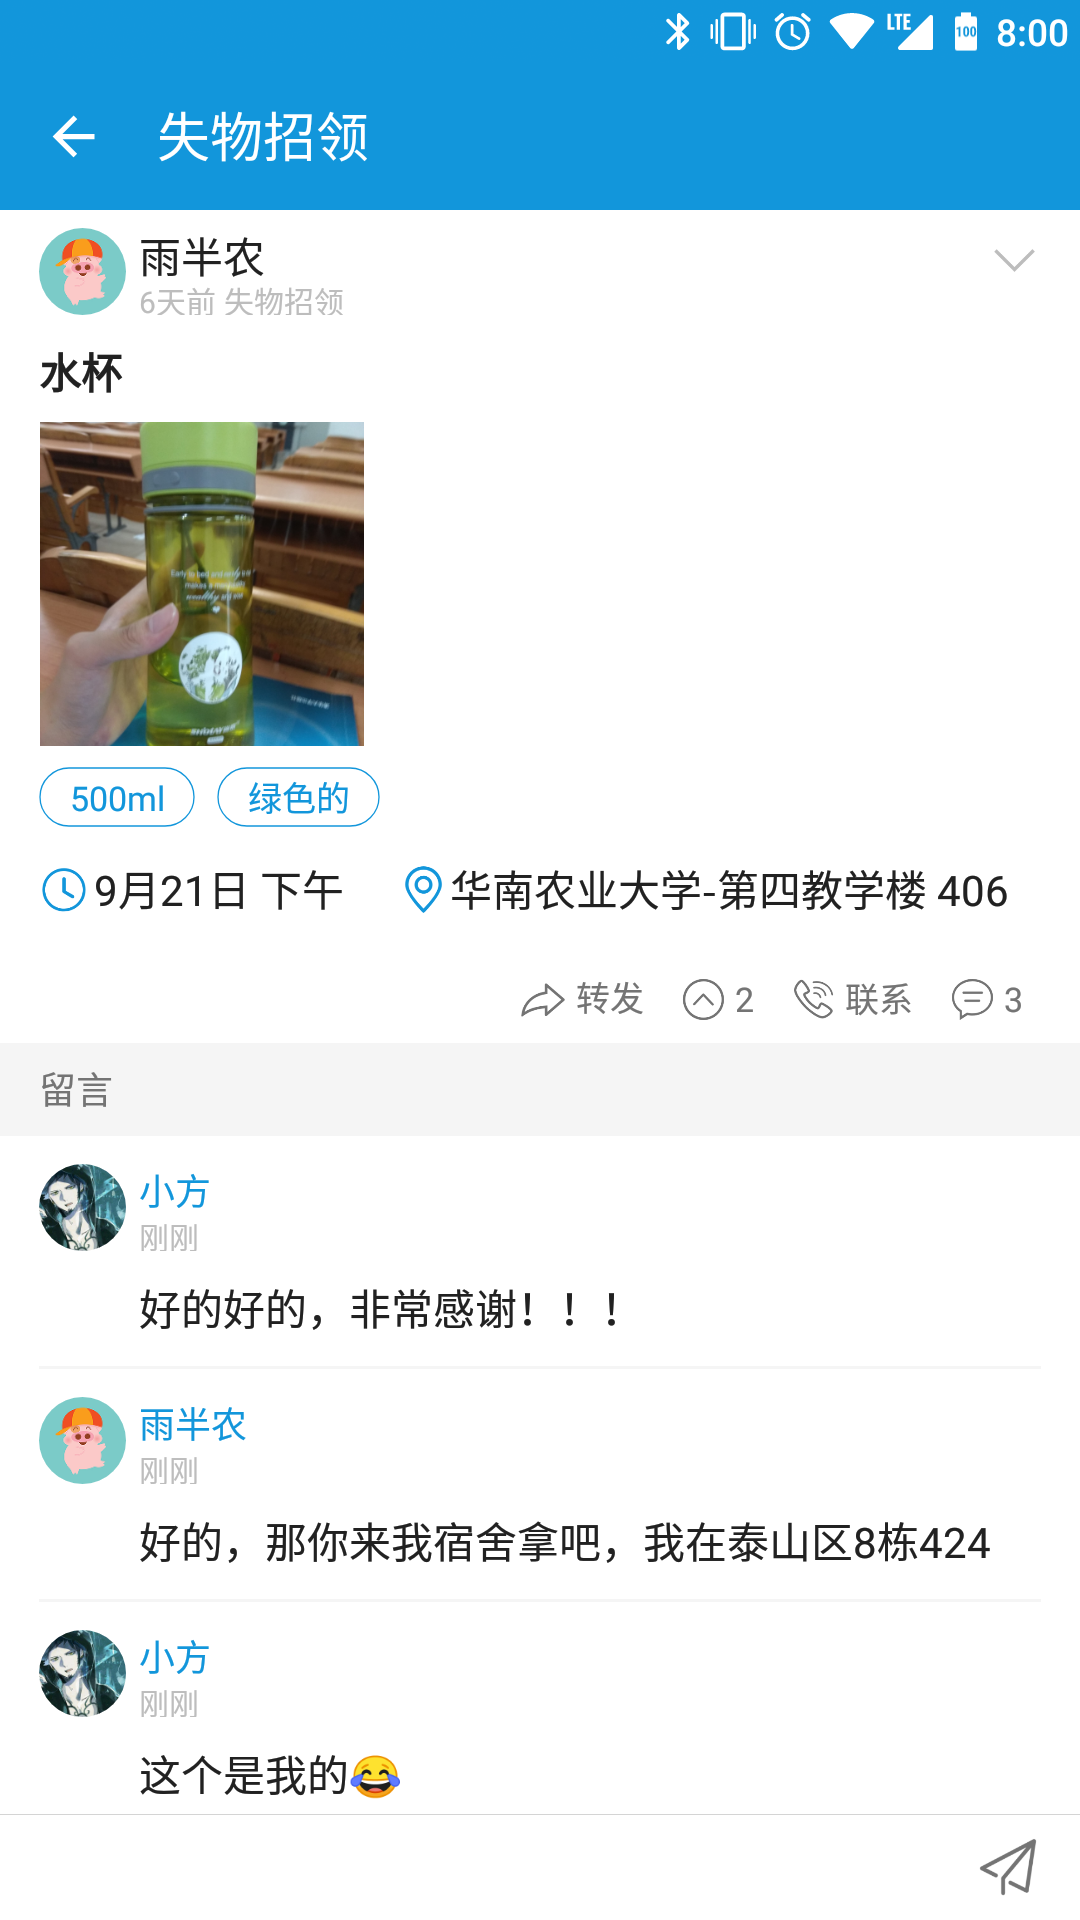 LTE 100 8:00
失物招领
雨半农
6天前 失物招领
水杯
500ml 绿色的
9月21日 下午 华南农业大学-第四教学楼 406
转发 2 联系 3
留言
小方
刚刚
好的好的，非常感谢！！！
雨半农
刚刚
好的，那你来我宿舍拿吧，我在泰山区8栋424
小方
刚刚
这个是我的😂